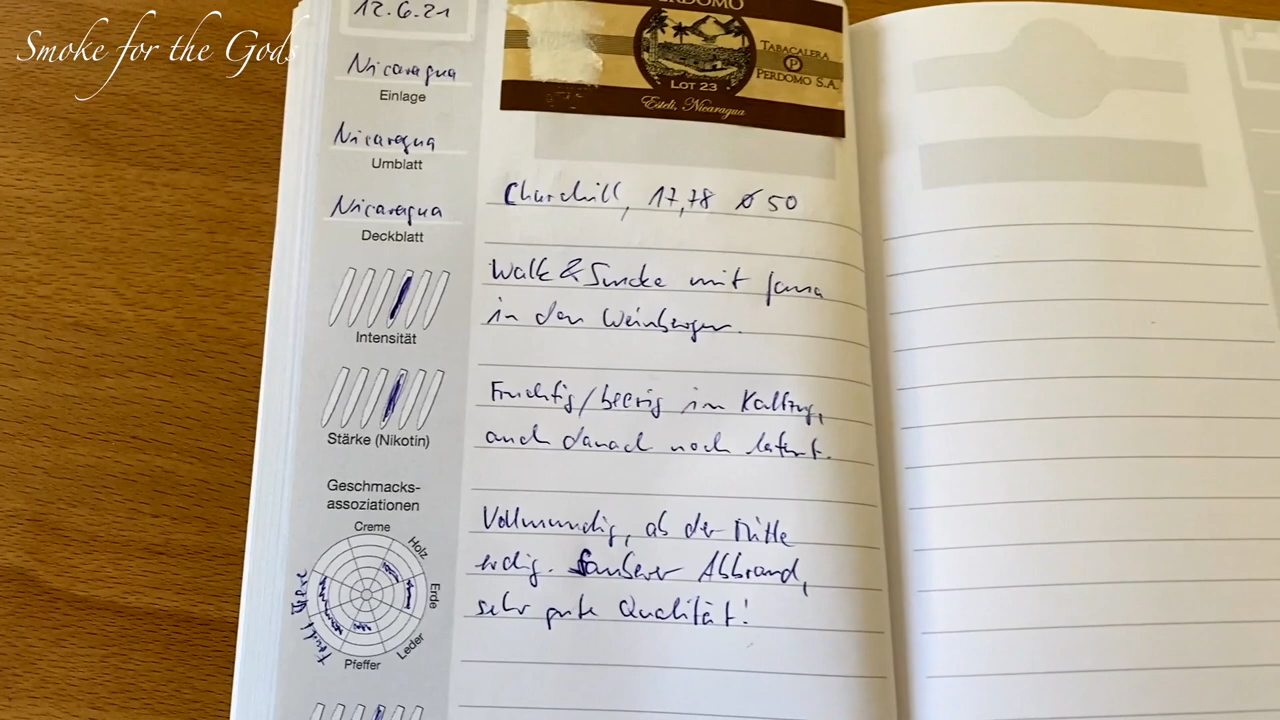 Smoke for the Gods
12.6.21
Nicaragua
Einlage
Nicaragua
Umblatt
Nicaragua
Deckblatt
Intensität
Stärke (Nikotin)
Geschmacks-
assoziationen
Creme
Holz
Erde
Leder
Pfeffer
Beere
PERDOMO
TABACALERA
P
PERDOMO S.A.
LOT 23
Estelí, Nicaragua
Churchill, 17,78 Ø 50
Walk & Smoke mit
in den Weinbergen.
Fruchtig/beerig im Kaltzug,
auch danach noch latent.
Vollmundig, ab der Mitte
erdig. Sauberer Abbrand,
sehr gute Qualität!